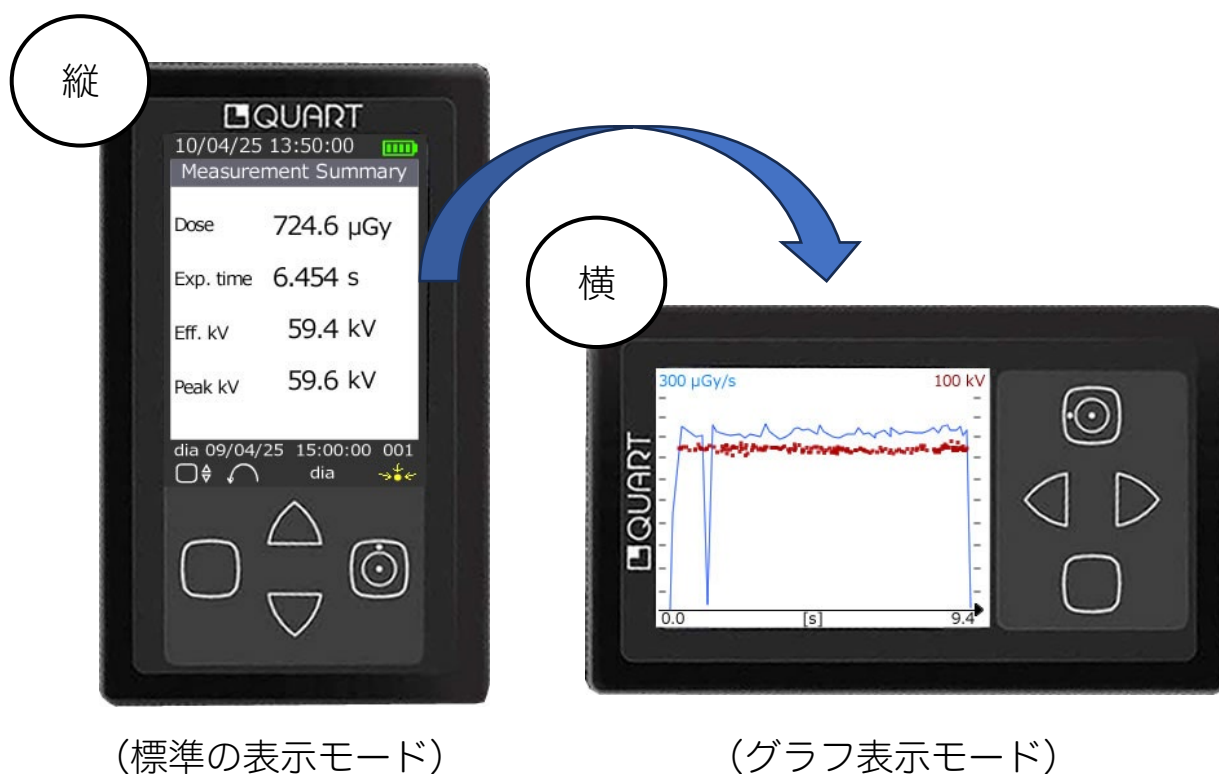 縦
QUART
10/04/25 13:50:00
Measurement Summary
Dose 724.6 µGy
Exp. time 6.454 s
Eff. kV 59.4 kV
Peak kV 59.6 kV
dia 09/04/25 15:00:00 001
dia
横
300 µGy/s 100 kV
QUART
0.0 [s] 9.4
(標準の表示モード)
(グラフ表示モード)